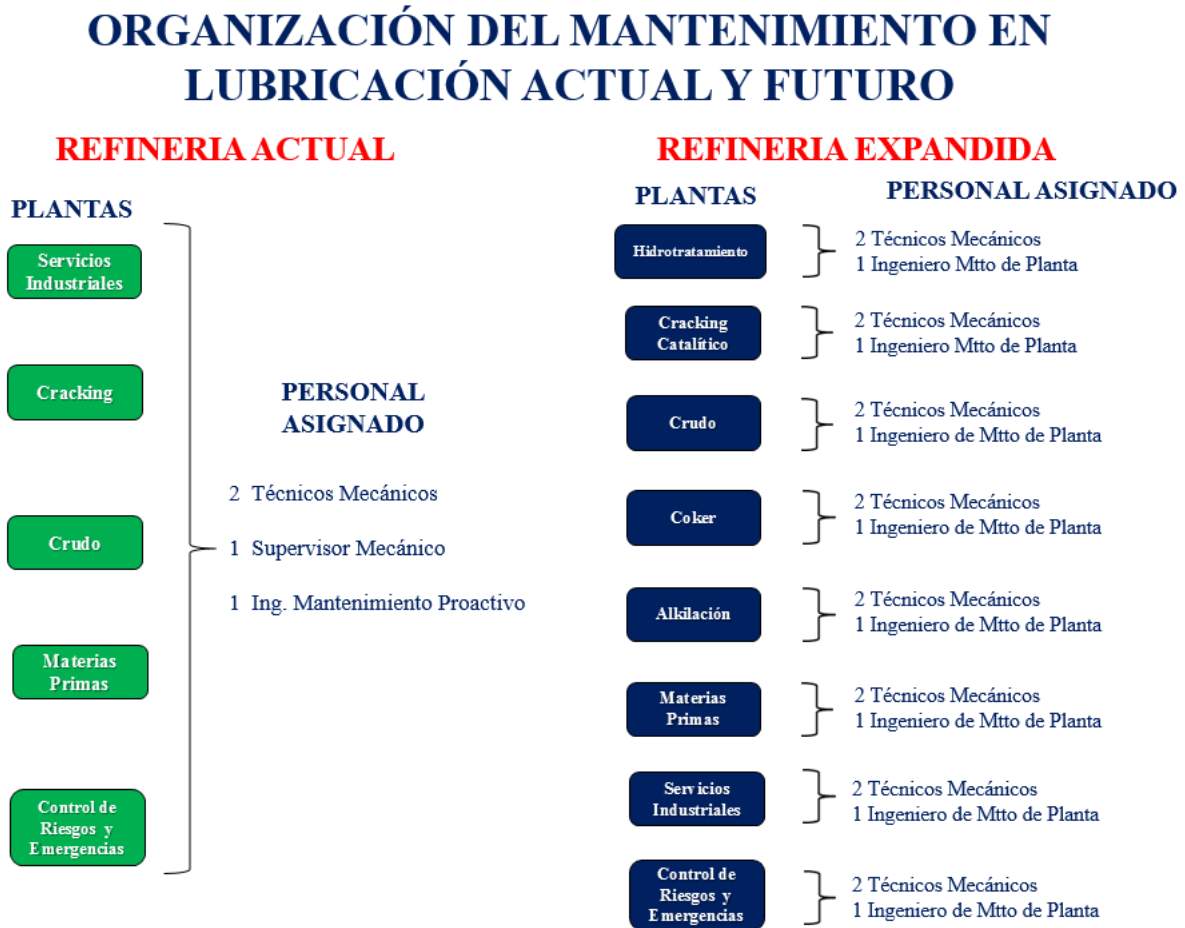 ORGANIZACIÓN DEL MANTENIMIENTO EN
LUBRICACIÓN ACTUAL Y FUTURO
REFINERIA ACTUAL
PLANTAS
Servicios
Industriales
Cracking
Crudo
Materias
Primas
Control de
Riesgos y
Emergencias
PERSONAL
ASIGNADO
2 Técnicos Mecánicos
1 Supervisor Mecánico
1 Ing. Mantenimiento Proactivo
REFINERIA EXPANDIDA
PLANTAS
PERSONAL ASIGNADO
Hidrotratamiento
2 Técnicos Mecánicos
1 Ingeniero Mtto de Planta
Cracking
Catalítico
2 Técnicos Mecánicos
1 Ingeniero Mtto de Planta
Crudo
2 Técnicos Mecánicos
1 Ingeniero de Mtto de Planta
Coker
2 Técnicos Mecánicos
1 Ingeniero de Mtto de Planta
Alkilación
2 Técnicos Mecánicos
1 Ingeniero de Mtto de Planta
Materias
Primas
2 Técnicos Mecánicos
1 Ingeniero de Mtto de Planta
Servicios
Industriales
2 Técnicos Mecánicos
1 Ingeniero de Mtto de Planta
Control de
Riesgos y
Emergencias
2 Técnicos Mecánicos
1 Ingeniero de Mtto de Planta